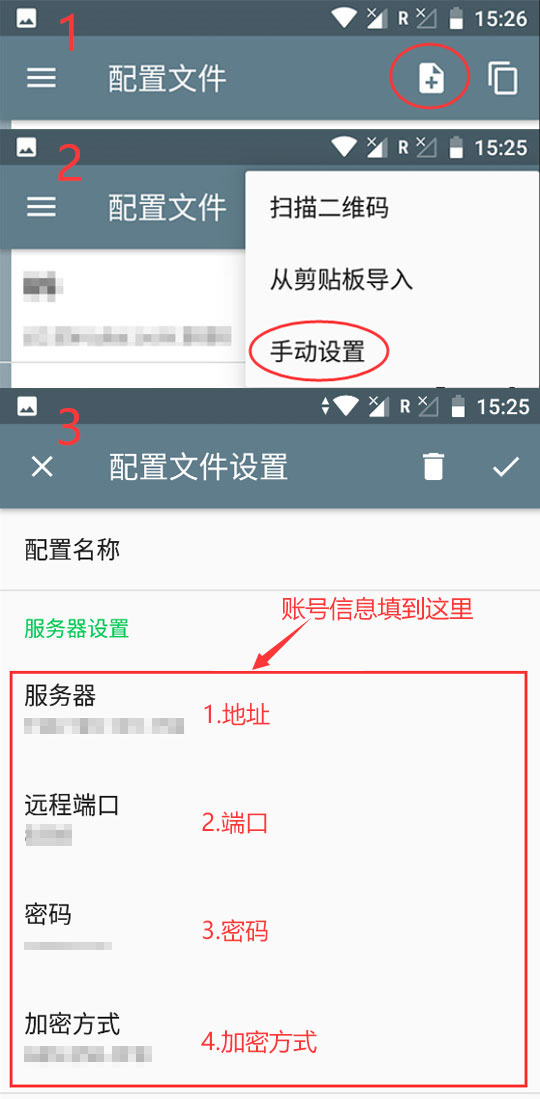 1
R
15:26
配置文件
2
R
15:25
配置文件
扫描二维码
从剪贴板导入
手动设置
3
R
15:25
配置文件设置
配置名称
账号信息填到这里
服务器设置
服务器
1.地址
远程端口
2.端口
密码
3.密码
加密方式
4.加密方式